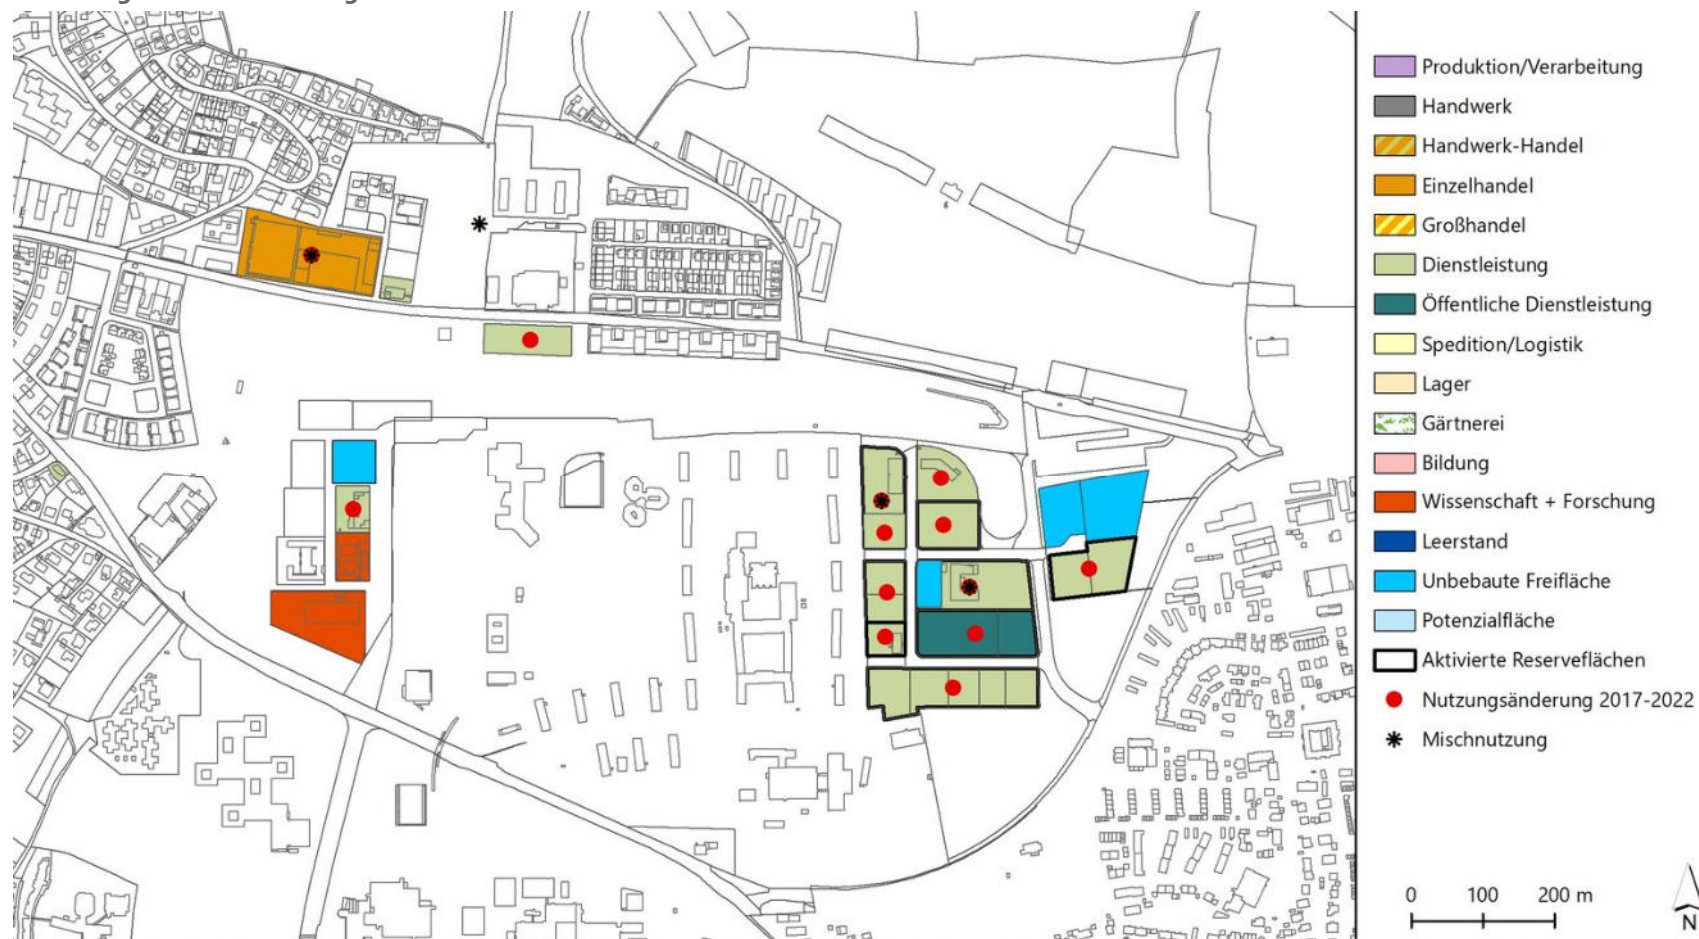 Produktion/Verarbeitung
Handwerk
Handwerk-Handel
Einzelhandel
Großhandel
Dienstleistung
Öffentliche Dienstleistung
Spedition/Logistik
Lager
Gärtnerei
Bildung
Wissenschaft + Forschung
Leerstand
Unbebaute Freifläche
Potenzialfläche
Aktivierte Reserveflächen
Nutzungsänderung 2017-2022
Mischnutzung
0 100 200 m
N